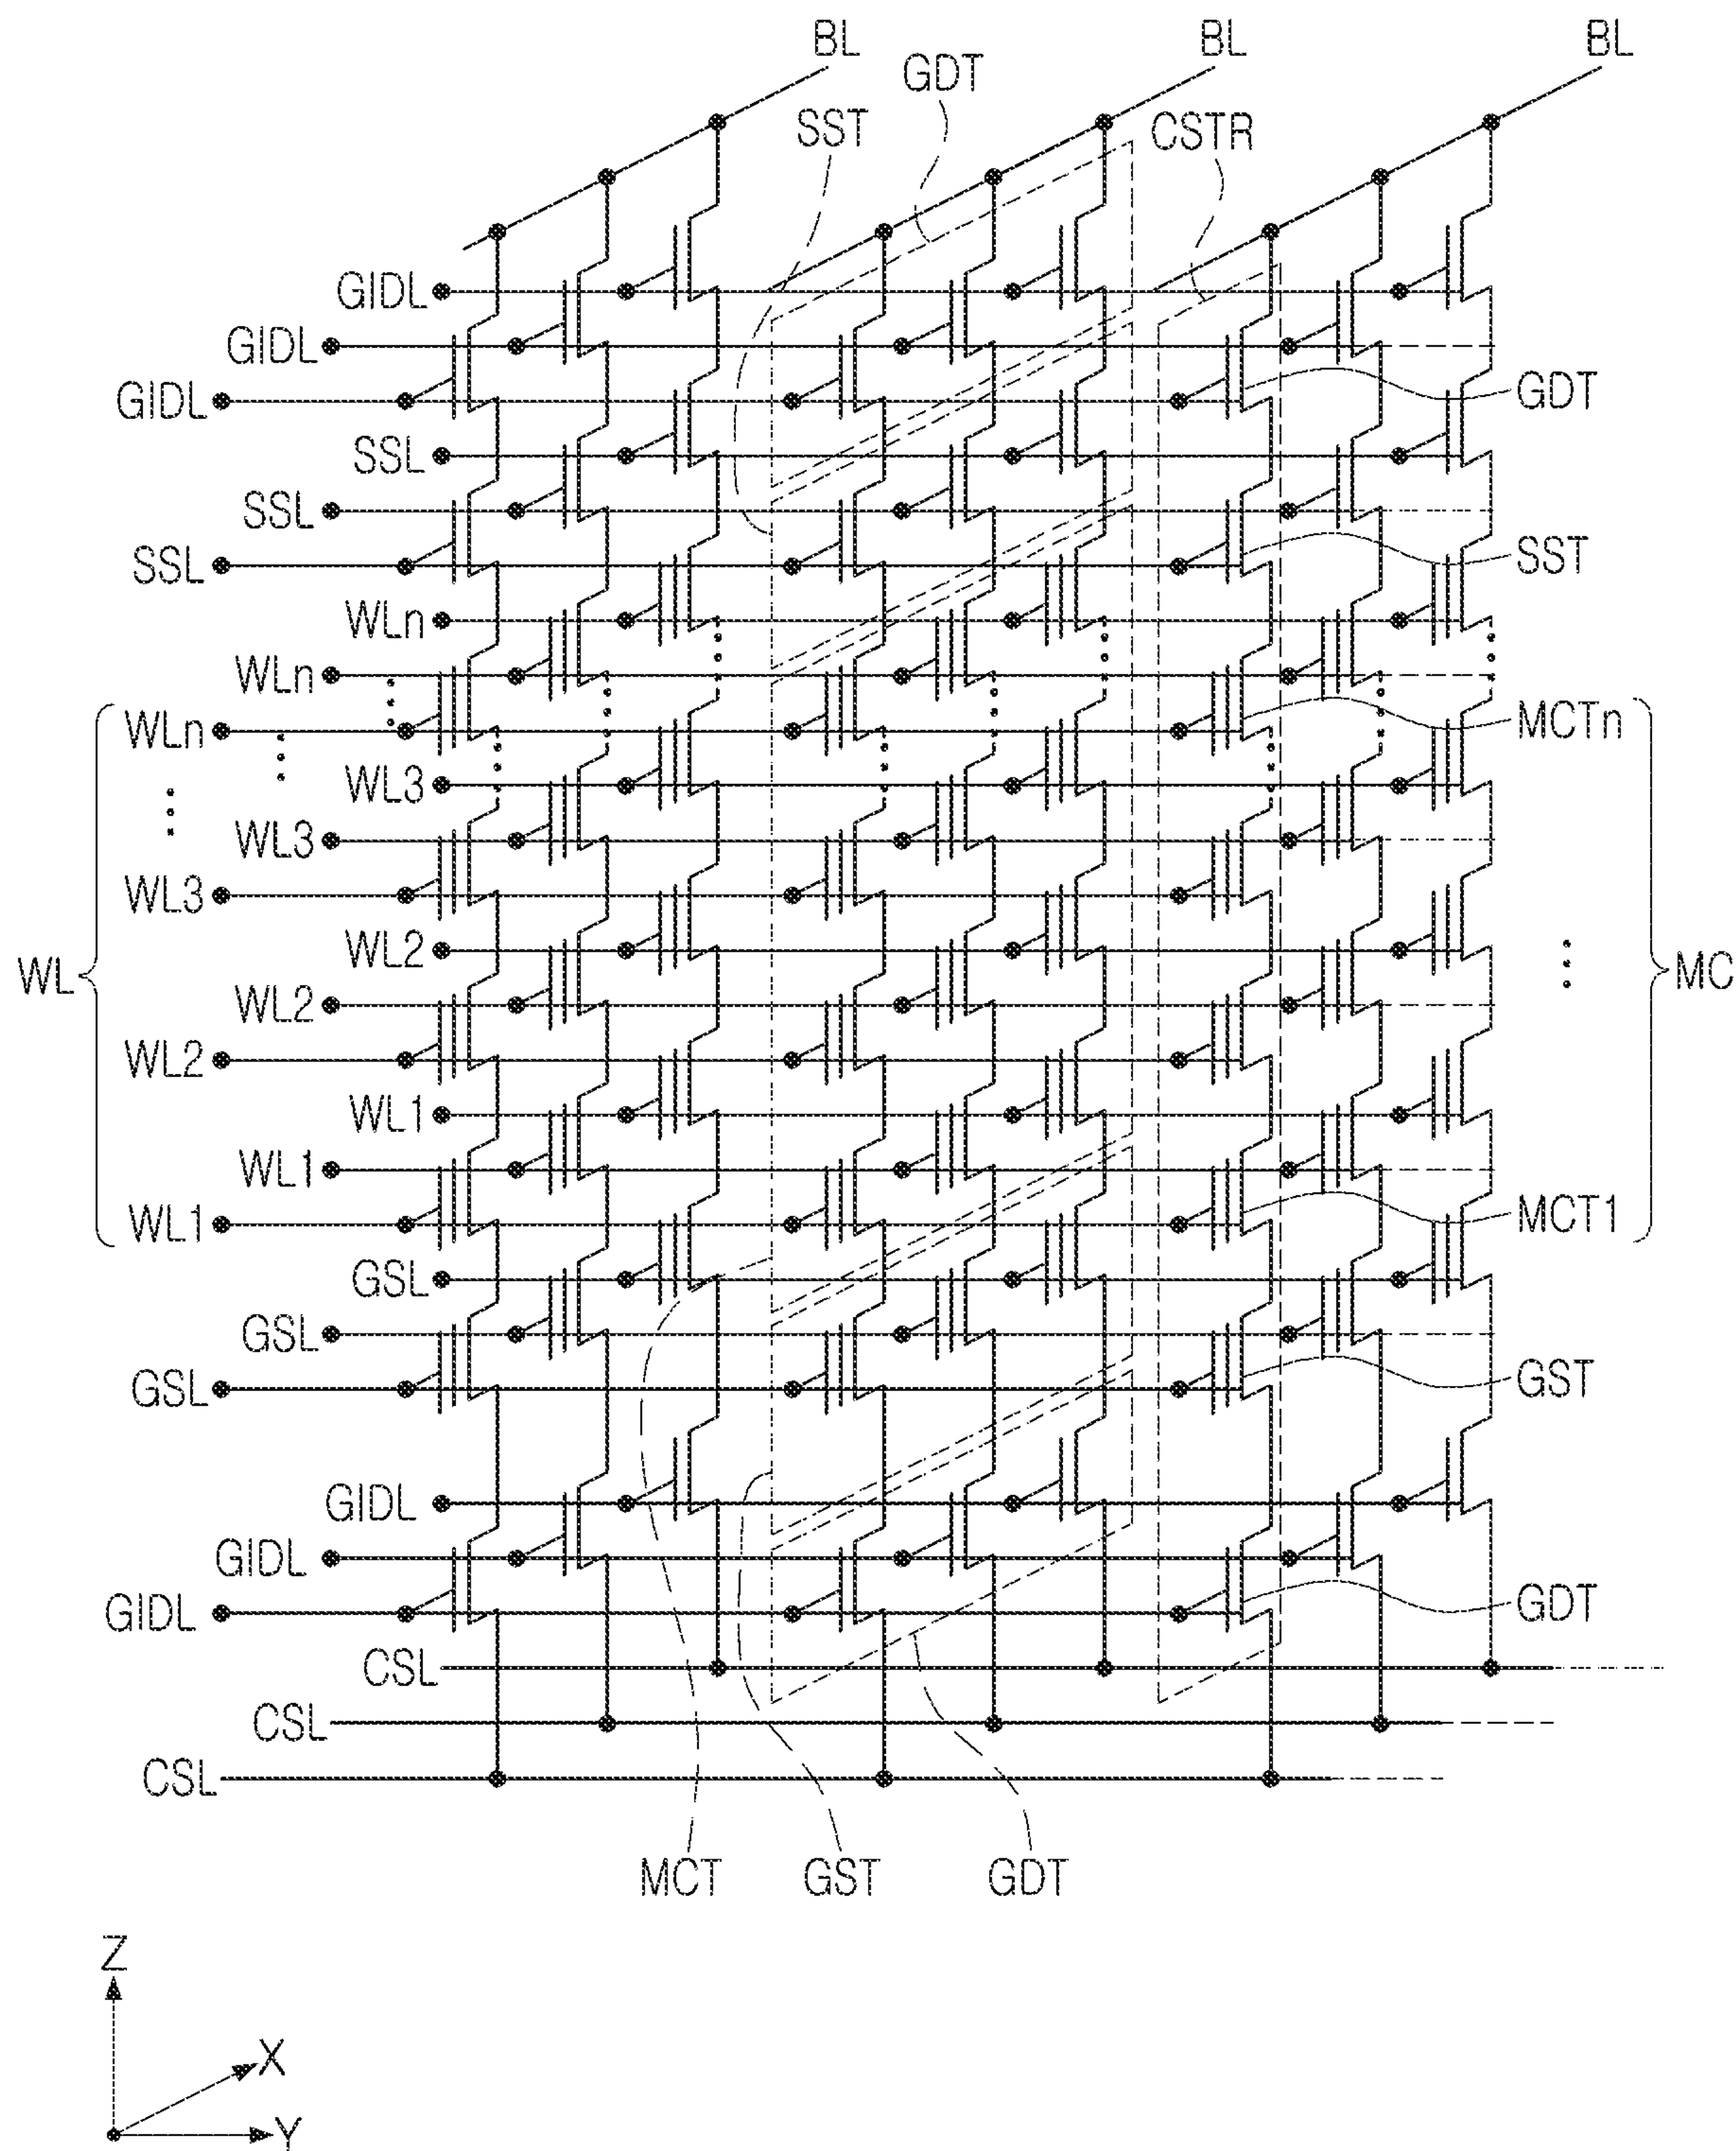 BL
BL
BL
GDT
SST
CSTR
GIDL
GIDL
GIDL
GDT
SSL
SSL
SSL
SST
WLn
WLn
WLn
MCTn
WL3
WL3
WL3
WL2
WL
MC
WL2
WL2
WL1
WL1
WL1
MCT1
GSL
GSL
GSL
GST
GIDL
GIDL
GIDL
GDT
CSL
CSL
CSL
MCT
GST
GDT
Z
X
Y